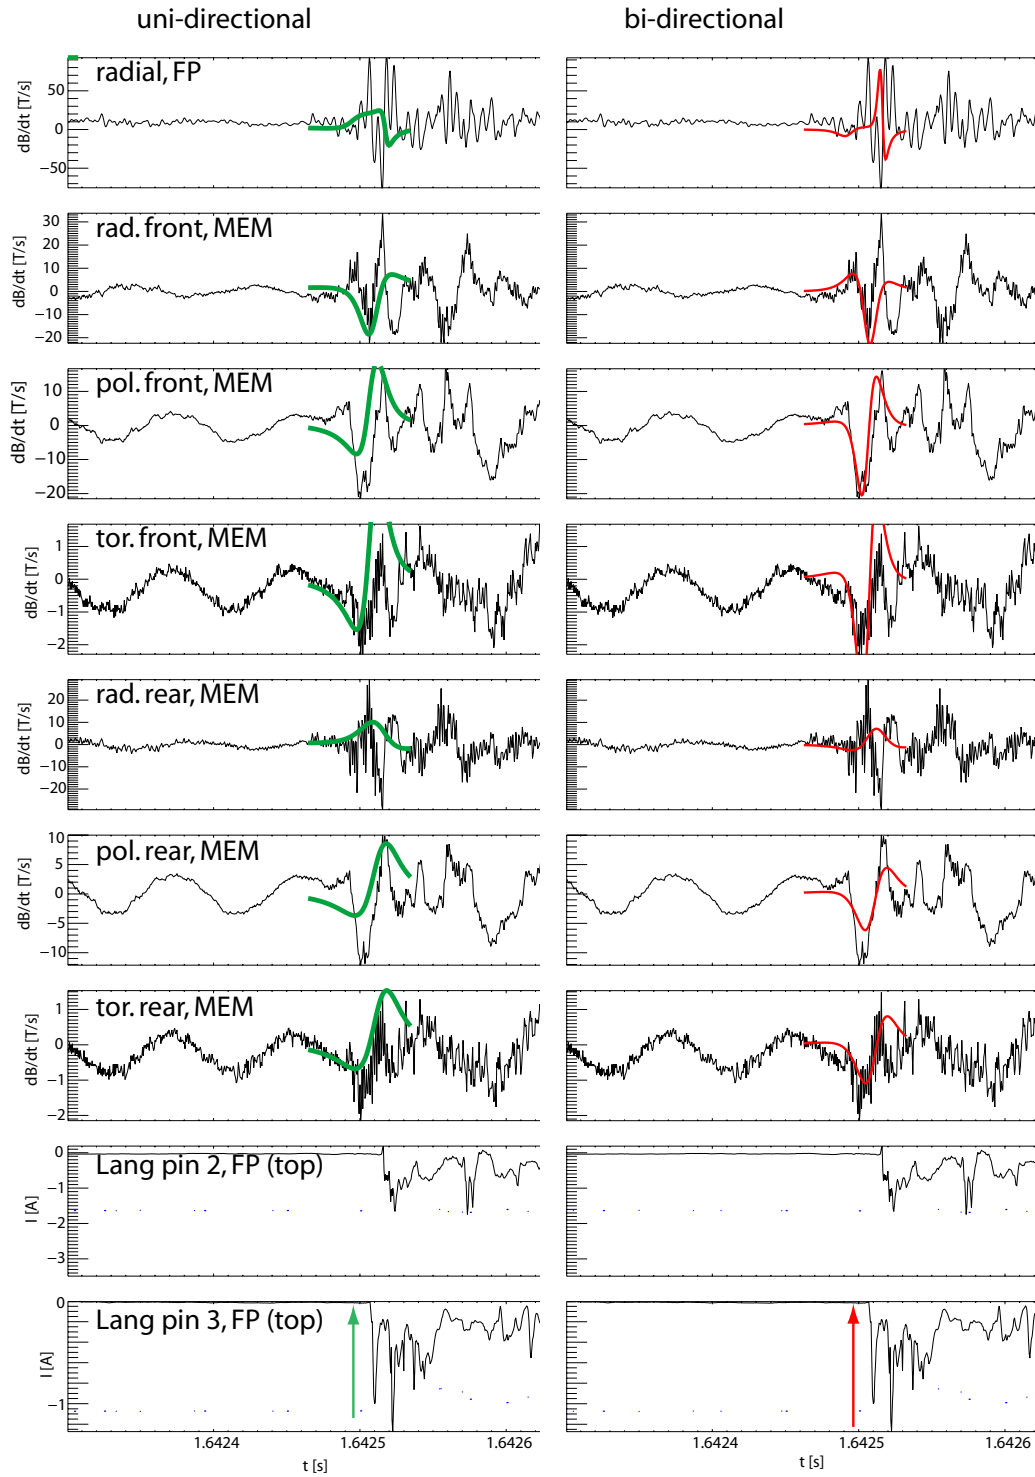 uni-directional bi-directional
radial, FP
dB/dt [T/s]
50
0
−50
rad. front, MEM
dB/dt [T/s]
30
20
10
0
−10
−20
pol. front, MEM
dB/dt [T/s]
10
0
−10
−20
tor. front, MEM
dB/dt [T/s]
1
0
−1
−2
rad. rear, MEM
dB/dt [T/s]
20
10
0
−10
−20
pol. rear, MEM
dB/dt [T/s]
10
5
0
−5
−10
tor. rear, MEM
dB/dt [T/s]
1
0
−1
−2
Lang pin 2, FP (top)
I [A]
0
−1
−2
−3
Lang pin 3, FP (top)
I [A]
0
−1
1.6424 1.6425 1.6426 1.6424 1.6425 1.6426
t [s] t [s]